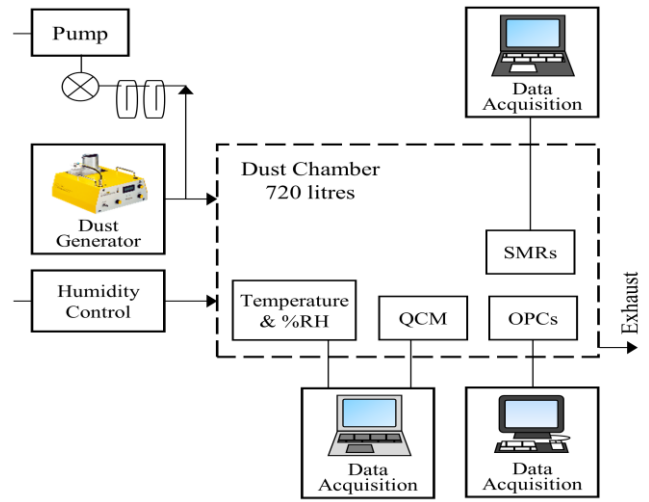 Pump
Data
Acquisition
Dust Chamber
720 litres
Dust
Generator
SMRs
Humidity
Control
Temperature
& %RH
QCM
OPCs
Exhaust
Data
Acquisition
Data
Acquisition